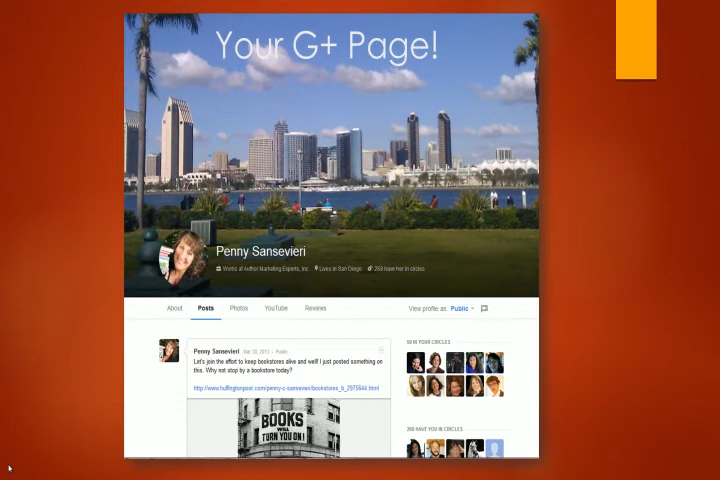 Your G+ Page!
Penny Sansevieri
Works at Author Marketing Experts, Inc. Lives in San Diego 269 have her in circles
About Posts Photos YouTube Reviews View profile as: Public
Penny Sansevieri Mar 30, 2013 - Public
Let's join the effort to keep bookstores alive and well! I just posted something on
this. Why not stop by a bookstore today?
http://www.huffingtonpost.com/penny-c-sansevieri/bookstores_b_2975644.html
BOOKS
WILL
TURN YOU ON!
IN YOUR CIRCLES
269 HAVE YOU IN CIRCLES